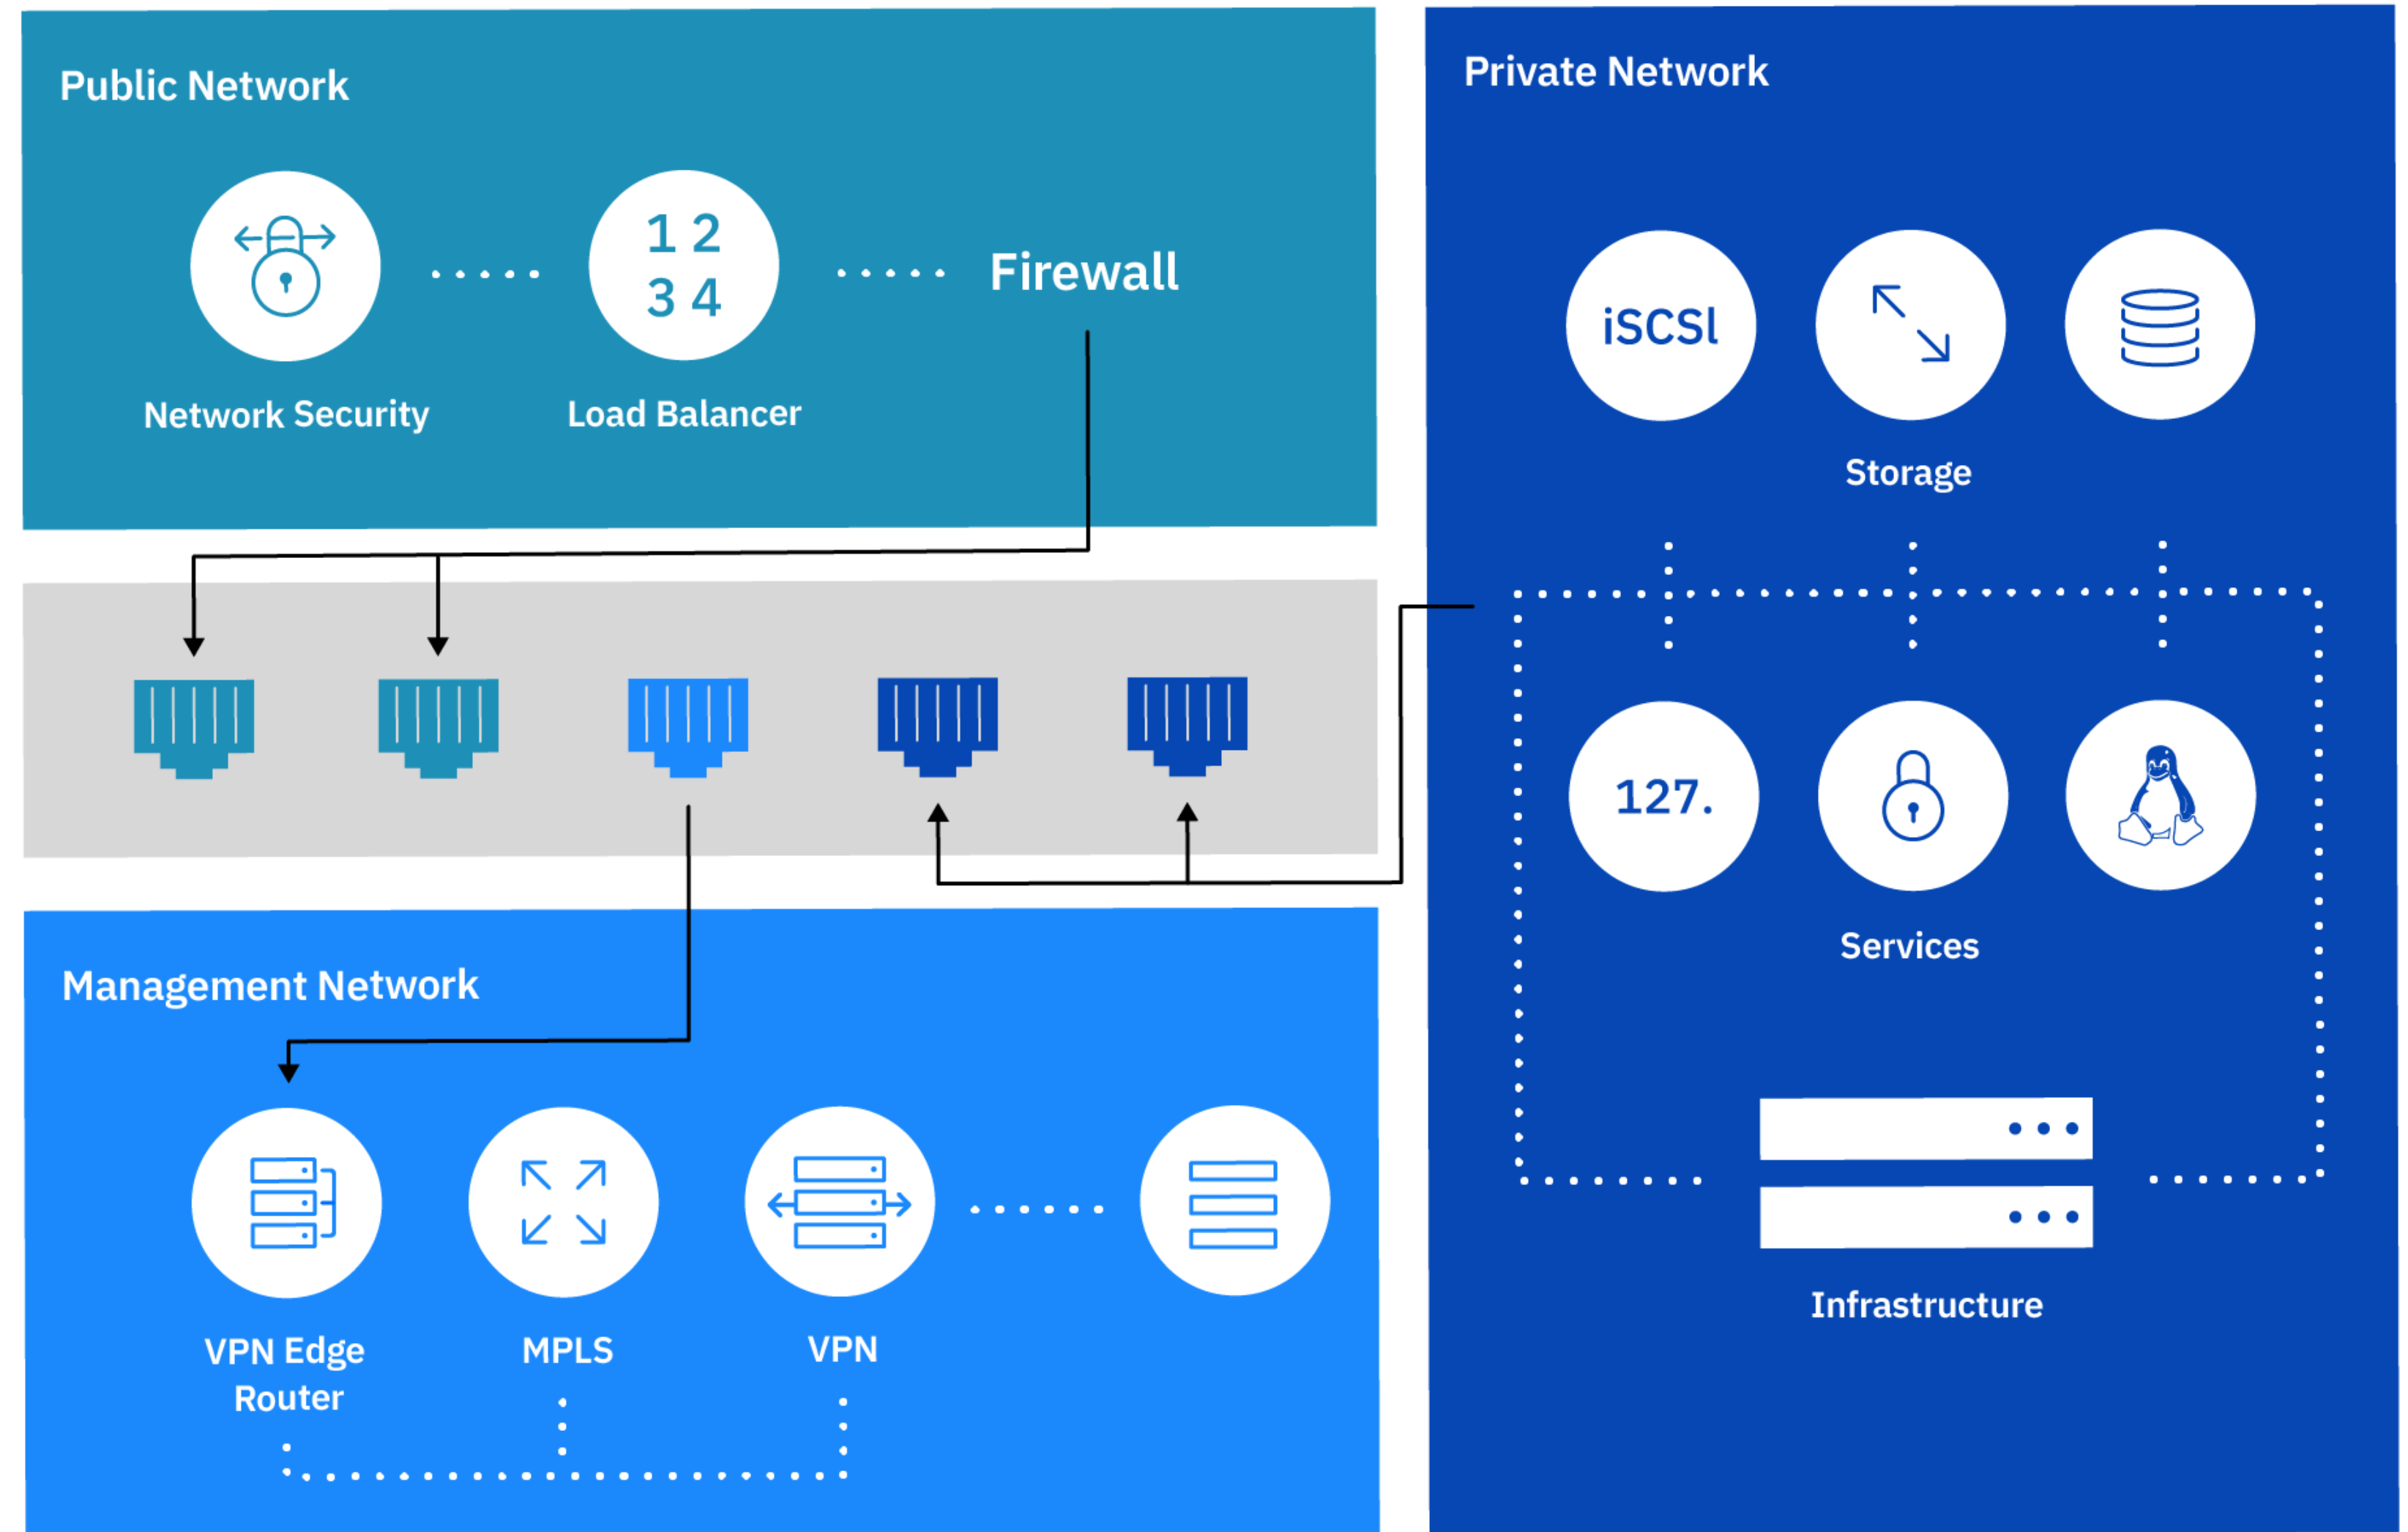 Public Network
1 2
3 4
Firewall
Network Security
Load Balancer
Management Network
VPN Edge
Router
MPLS
VPN
Private Network
iSCSl
Storage
127.
Services
Infrastructure